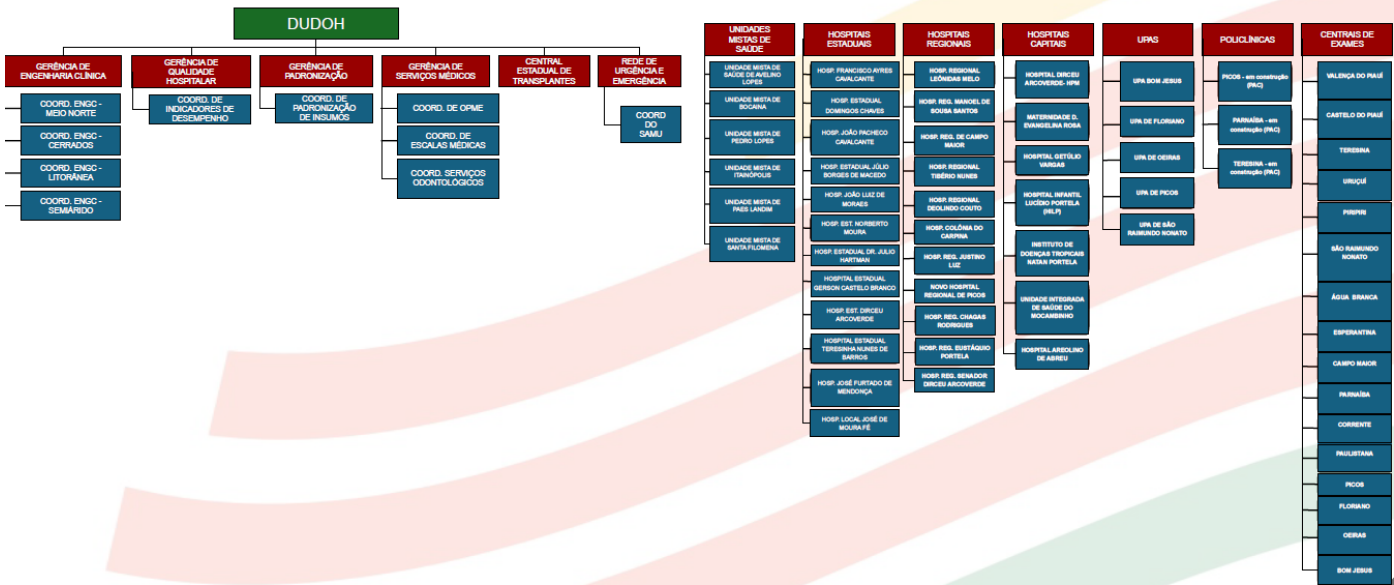 DUDOH
GERÊNCIA DE
ENGENHARIA CLÍNICA
COORD. ENGC -
MEIO NORTE
COORD. ENGC -
CERRADOS
COORD. ENGC -
LITORÂNEA
COORD. ENGC -
SEMIÁRIDO
GERÊNCIA DE
QUALIDADE
HOSPITALAR
COORD. DE
INDICADORES DE
DESEMPENHO
GERÊNCIA DE
PADRONIZAÇÃO
COORD. DE
PADRONIZAÇÃO
DE INSUMOS
GERÊNCIA DE
SERVIÇOS MÉDICOS
COORD. DE OPME
COORD. DE
ESCALAS MÉDICAS
COORD. SERVIÇOS
ODONTOLÓGICOS
CENTRAL
ESTADUAL DE
TRANSPLANTES
REDE DE
URGÊNCIA E
EMERGÊNCIA
COORD
DO
SAMU
UNIDADES
MISTAS DE
SAÚDE
UNIDADE MISTA DE
SAÚDE DE AVELINO
LOPES
UNIDADE MISTA DE
BOCAINA
UNIDADE MISTA DE
PEDRO LOPES
UNIDADE MISTA DE
ITAINÓPOLIS
UNIDADE MISTA DE
PAES LANDIM
UNIDADE MISTA DE
SANTA FILOMENA
HOSPITAIS
ESTADUAIS
HOSP. FRANCISCO AYRES
CAVALCANTE
HOSP. ESTADUAL
DOMINGOS CHAVES
HOSP. JOÃO PACHECO
CAVALCANTE
HOSP. ESTADUAL JÚLIO
BORGES DE MACEDO
HOSP. JOÃO LUIZ DE
MORAES
HOSP. EST. NORBERTO
MOURA
HOSP. ESTADUAL DR. JULIO
HARTMAN
HOSPITAL ESTADUAL
GERSON CASTELO BRANCO
HOSP. EST. DIRCEU
ARCOVERDE
HOSPITAL ESTADUAL
TERESINHA NUNES DE
BARROS
HOSP. JOSÉ FURTADO DE
MENDONÇA
HOSP. LOCAL JOSÉ DE
MOURA FÉ
HOSPITAIS
REGIONAIS
HOSP. REGIONAL
LEÔNIDAS MELO
HOSP. REG. MANOEL DE
SOUSA SANTOS
HOSP. REG. DE CAMPO
MAIOR
HOSP. REGIONAL
TIBÉRIO NUNES
HOSP. REGIONAL
DEOLINDO COUTO
HOSP. COLÔNIA DO
CARPINA
HOSP. REG. JUSTINO
LUZ
NOVO HOSPITAL
REGIONAL DE PICOS
HOSP. REG. CHAGAS
RODRIGUES
HOSP. REG. EUSTÁQUIO
PORTELA
HOSP. REG. SENADOR
DIRCEU ARCOVERDE
HOSPITAIS
CAPITAIS
HOSPITAL DIRCEU
ARCOVERDE- HPM
MATERNIDADE D.
EVANGELINA ROSA
HOSPITAL GETÚLIO
VARGAS
HOSPITAL INFANTIL
LUCÍDIO PORTELA
(HILP)
INSTITUTO DE
DOENÇAS TROPICAIS
NATAN PORTELA
UNIDADE INTEGRADA
DE SAÚDE DO
MOCAMBINHO
HOSPITAL AREOLINO
DE ABREU
UPAS
UPA BOM JESUS
UPA DE FLORIANO
UPA DE OEIRAS
UPA DE PICOS
UPA DE SÃO
RAIMUNDO NONATO
POLICLÍNICAS
PICOS - em construção
(PAC)
PARNAÍBA - em
construção (PAC)
TERESINA - em
construção (PAC)
CENTRAIS DE
EXAMES
VALENÇA DO PIAUÍ
CASTELO DO PIAUÍ
TERESINA
URUÇUÍ
PIRIPIRI
SÃO RAIMUNDO
NONATO
ÁGUA BRANCA
ESPERANTINA
CAMPO MAIOR
PARNAÍBA
CORRENTE
PAULISTANA
PICOS
FLORIANO
OEIRAS
BOM JESUS